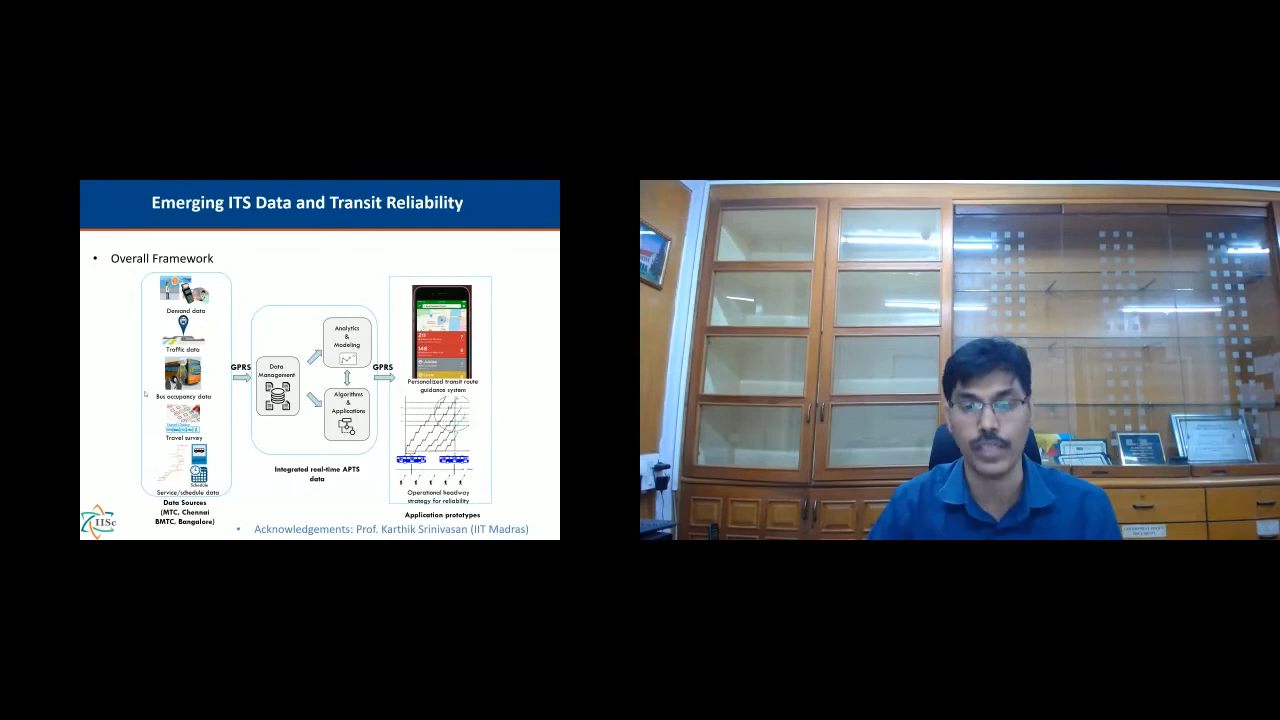 Emerging ITS Data and Transit Reliability
• Overall Framework
Demand data
Traffic data
Bus occupancy data
Travel survey
Schedule
Service/schedule data
Data Sources
(MTC, Chennai
BMTC, Bangalore)
GPRS
Data
Management
Analytics
&
Modeling
Algorithms
&
Applications
Integrated real-time APTS
data
GPRS
Personalized transit route
guidance system
Operational headway
strategy for reliability
Application prototypes
IISc
• Acknowledgements: Prof. Karthik Srinivasan (IIT Madras)